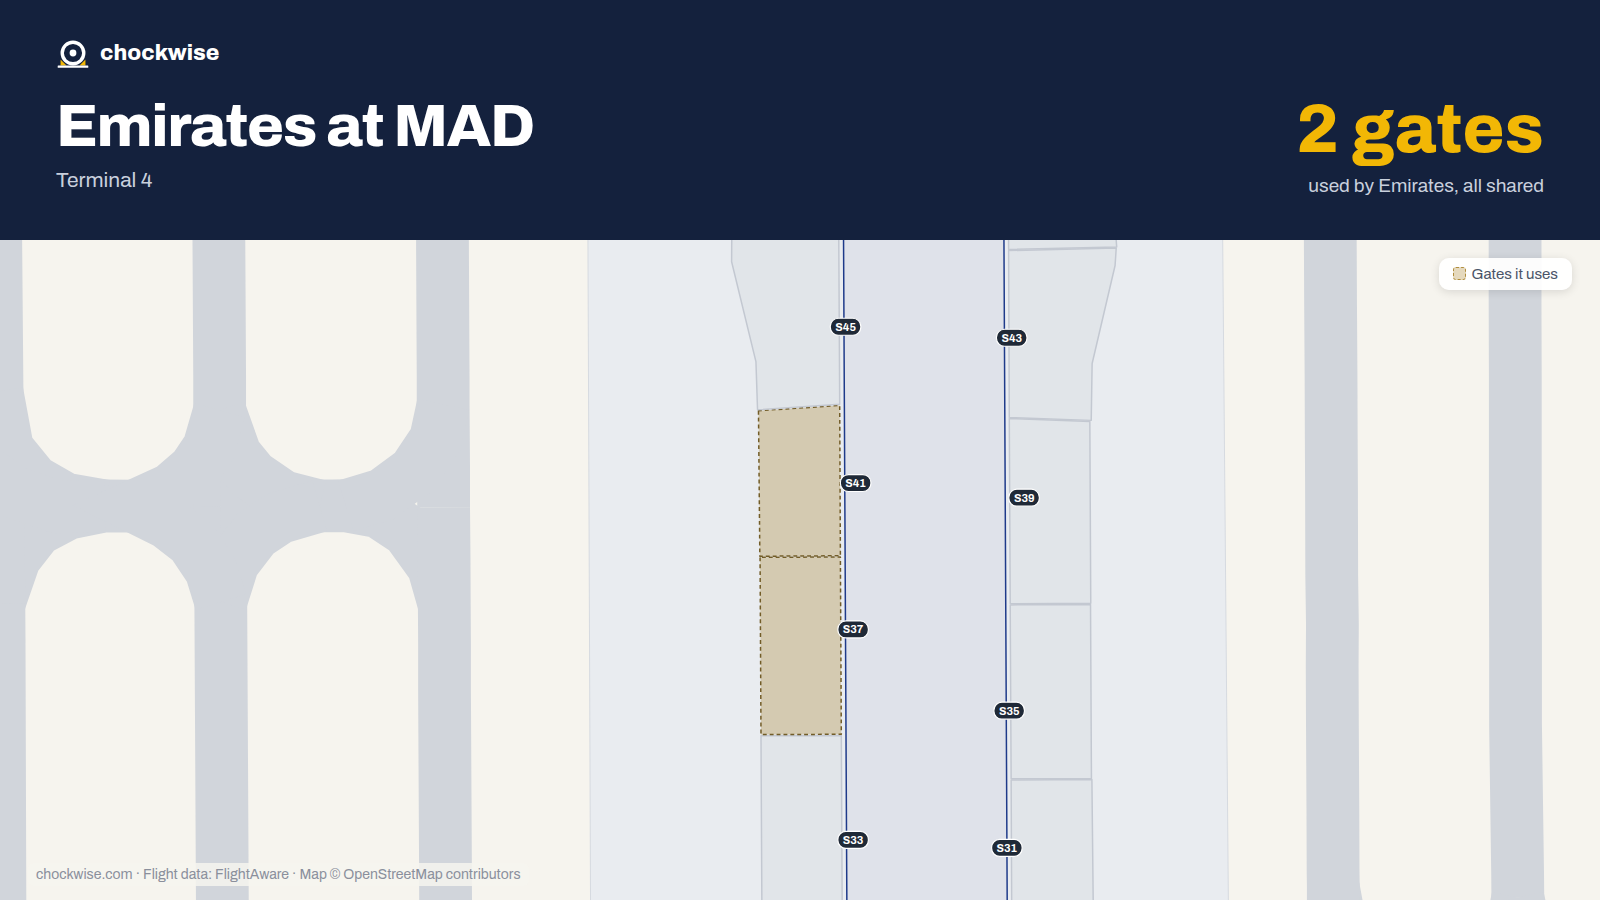 chockwise
Emirates at MAD
Terminal 4
2 gates
used by Emirates, all shared
Gates it uses
S45
S43
S41
S39
S37
S35
S33
S31
chockwise.com · Flight data: FlightAware · Map © OpenStreetMap contributors